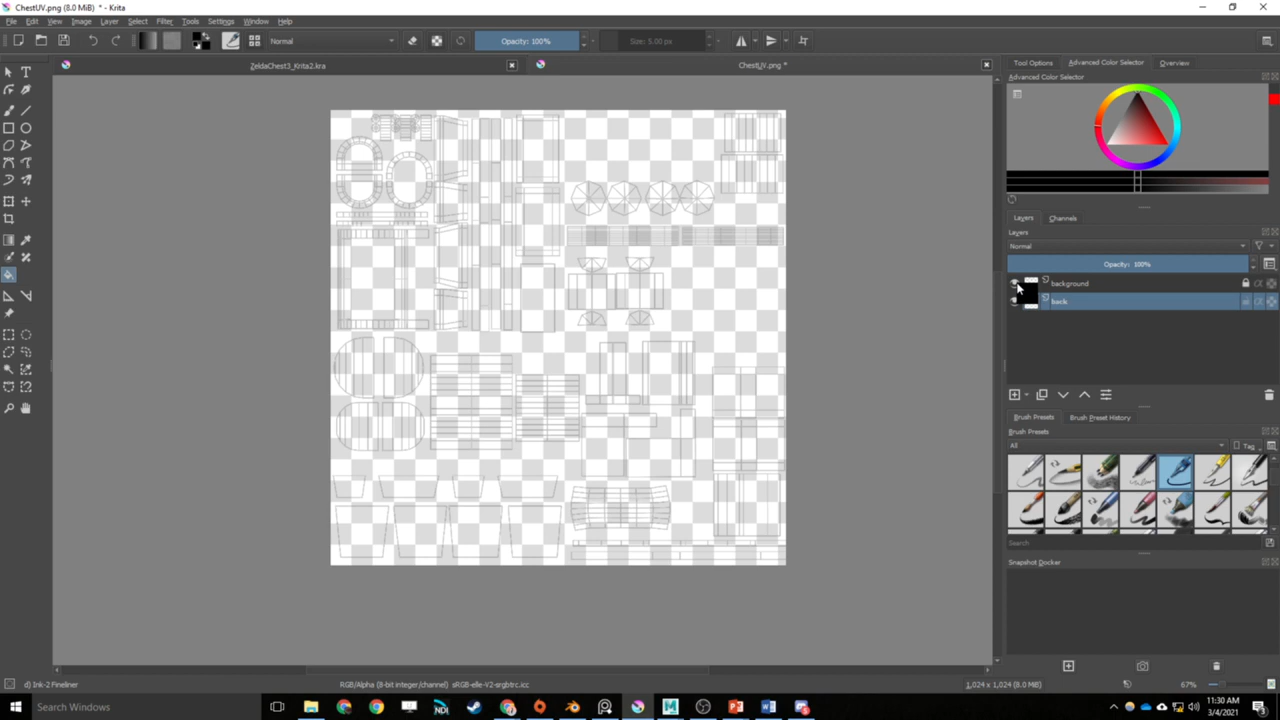 ChestUV.png (8.0 MiB) * - Krita
File Edit View Image Layer Select Filter Tools Settings Window Help
Normal Opacity: 100% Size: 5.00 px
ZeldaChest3_Krita2.kra ChestUV.png *
Tool Options Advanced Color Selector Overview
Advanced Color Selector
Layers Channels
Layers
Normal
Opacity: 100%
background
back
Brush Presets Brush Preset History
Brush Presets
All Tag
Search
Snapshot Docker
d) Ink-2 Fineliner RGB/Alpha (8-bit integer/channel) sRGB-elle-V2-srgbtrc.icc 1,024 x 1,024 (8.0 MiB) 67%
Search Windows
NDI
11:30 AM
3/4/2021